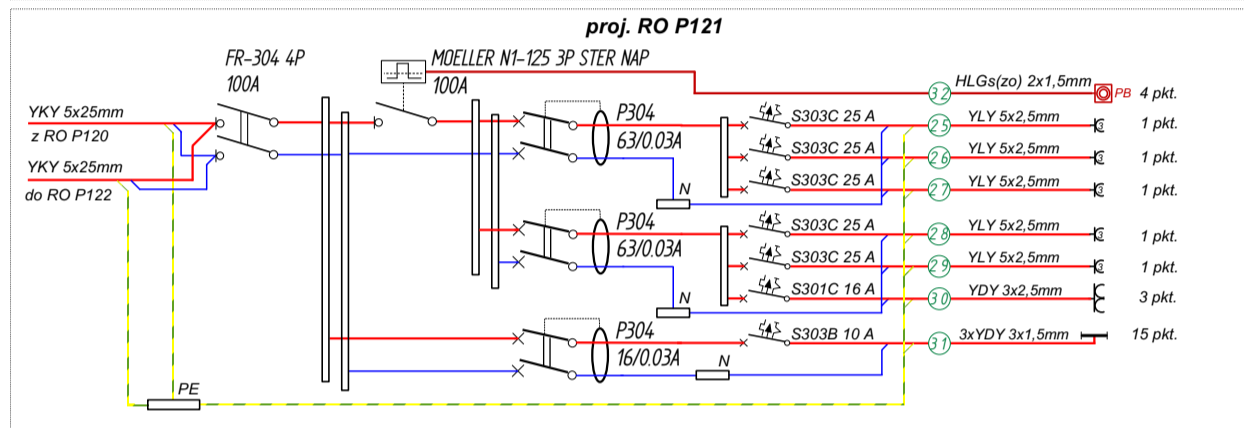 proj. RO P121
FR-304 4P
100A
MOELLER N1-125 3P STER NAP
100A
YKY 5x25mm
z RO P120
YKY 5x25mm
do RO P122
P304
63/0.03A
N
P304
63/0.03A
N
P304
16/0.03A
N
PE
32 HLGs(zo) 2x1,5mm PB 4 pkt.
S303C 25 A 25 YLY 5x2,5mm 3 1 pkt.
S303C 25 A 26 YLY 5x2,5mm 3 1 pkt.
S303C 25 A 27 YLY 5x2,5mm 3 1 pkt.
S303C 25 A 28 YLY 5x2,5mm 3 1 pkt.
S303C 25 A 29 YLY 5x2,5mm 3 1 pkt.
S301C 16 A 30 YDY 3x2,5mm 3 pkt.
S303B 10 A 31 3xYDY 3x1,5mm 15 pkt.